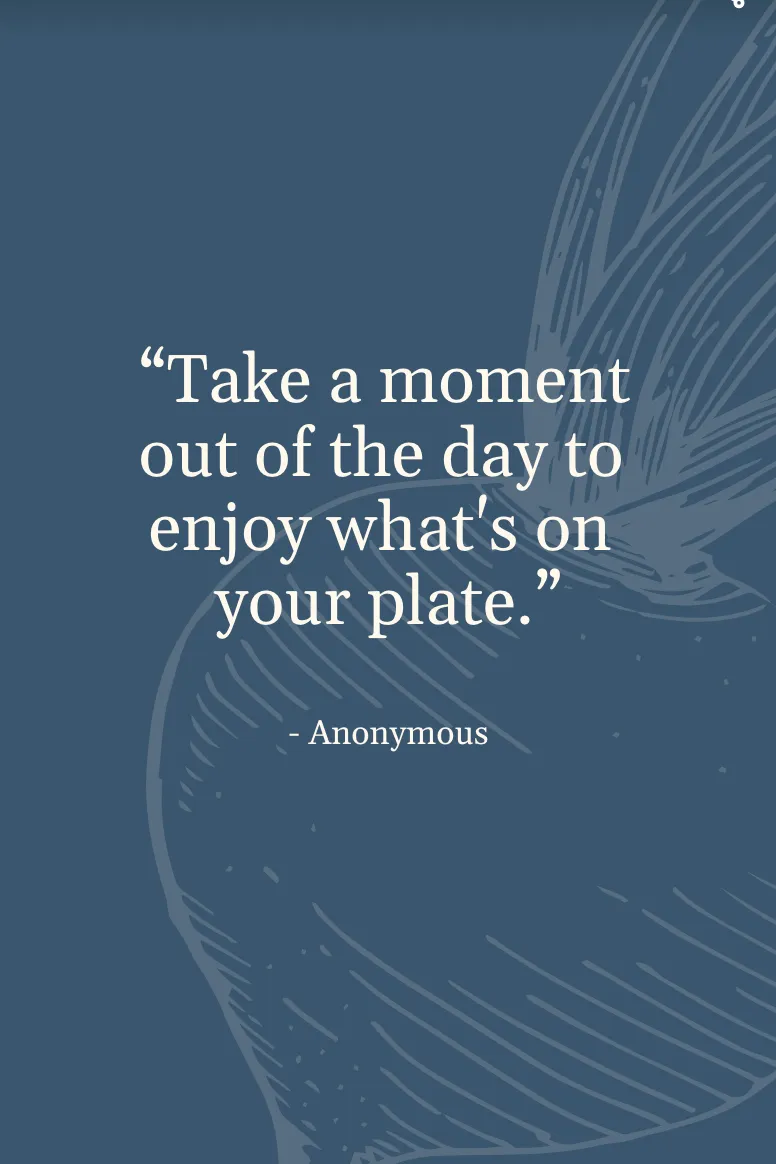 “Take a moment
out of the day to
enjoy what's on
your plate.”
- Anonymous